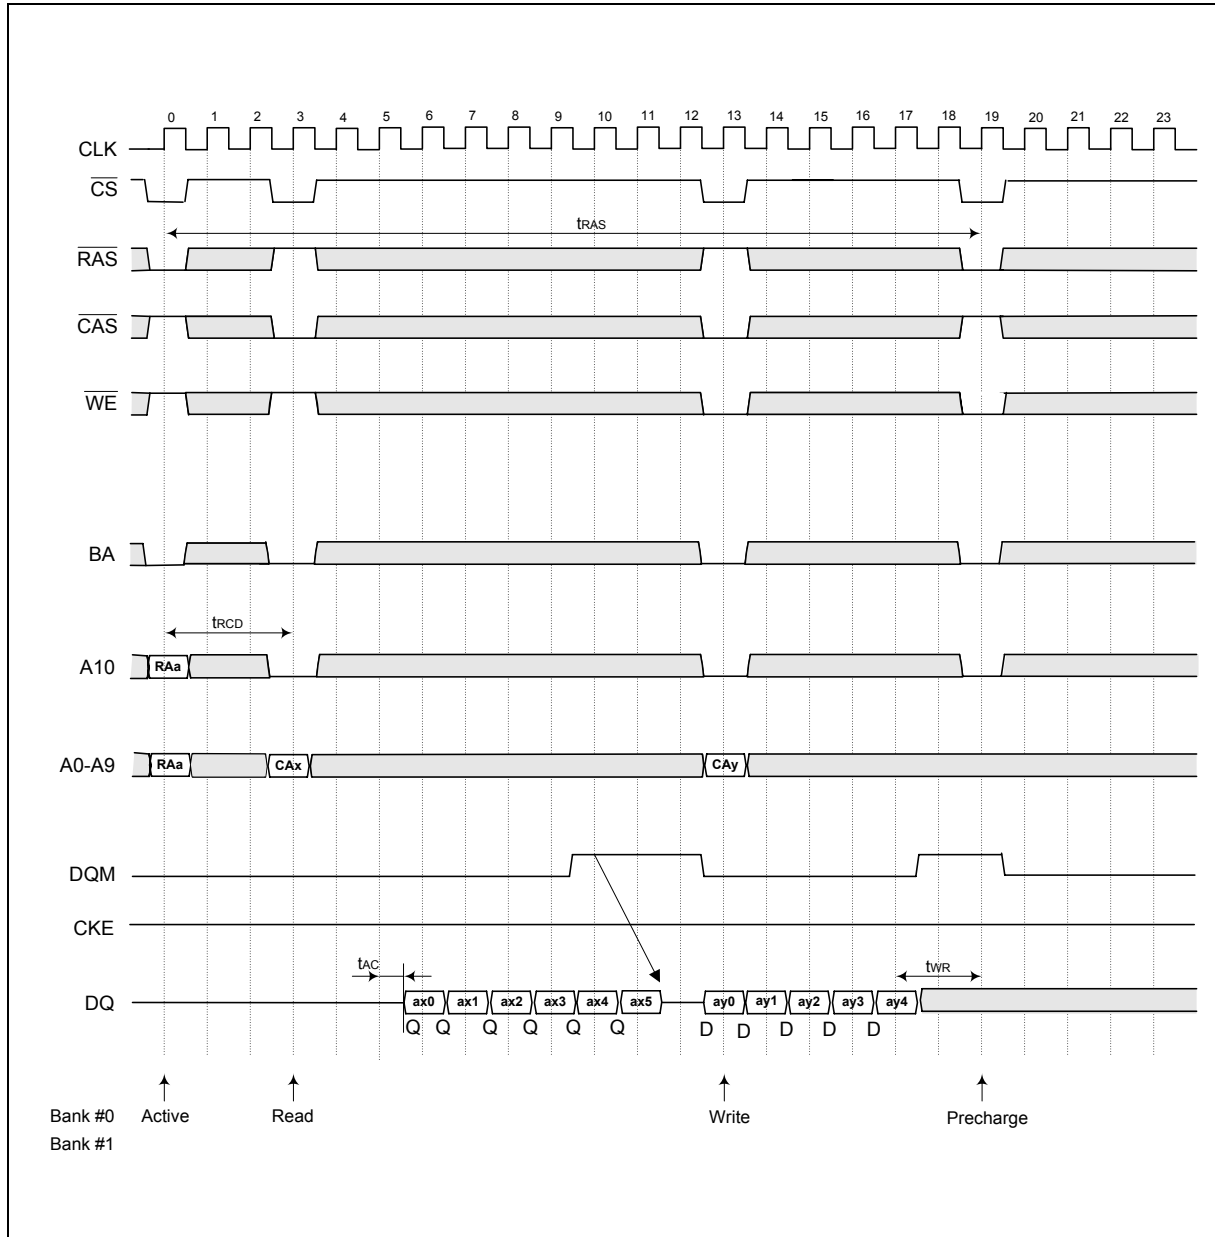 0 1 2 3 4 5 6 7 8 9 10 11 12 13 14 15 16 17 18 19 20 21 22 23
CLK
CS
tRAS
RAS
CAS
WE
BA
tRCD
A10 RAa
A0-A9 RAa CAx CAy
DQM
CKE
tAC tWR
DQ ax0 ax1 ax2 ax3 ax4 ax5 ay0 ay1 ay2 ay3 ay4
Q Q Q Q Q Q D D D D D
Bank #0 Active Read Write Precharge
Bank #1